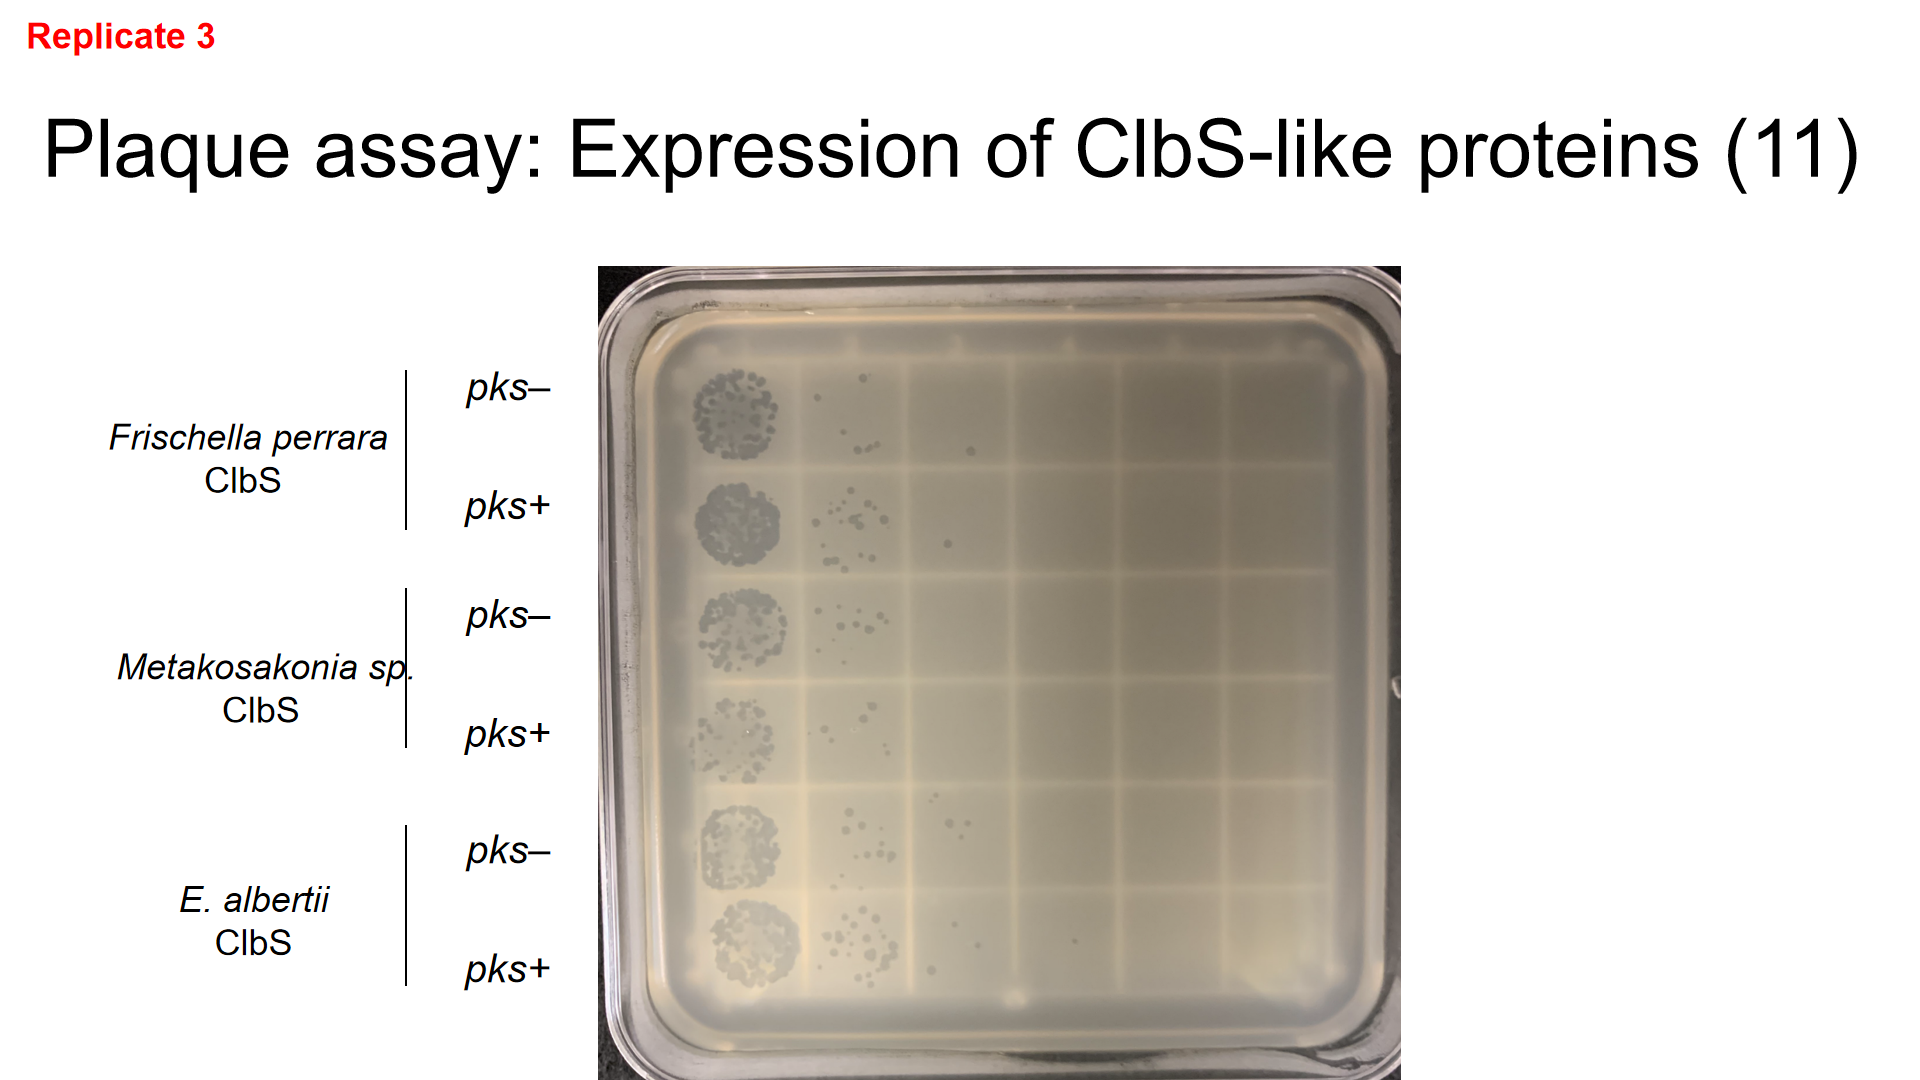 Replicate 3
Plaque assay: Expression of ClbS-like proteins (11)
Frischella perrara
ClbS
pks–
pks+
Metakosakonia sp.
ClbS
pks–
pks+
E. albertii
ClbS
pks–
pks+